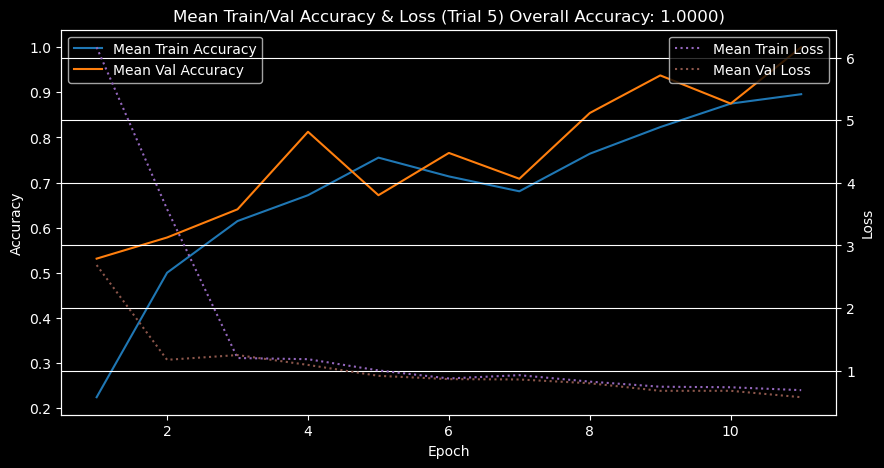 Mean Train/Val Accuracy & Loss (Trial 5) Overall Accuracy: 1.0000)
Mean Train Accuracy
Mean Val Accuracy
Mean Train Loss
Mean Val Loss
1.0
0.9
0.8
0.7
0.6
0.5
0.4
0.3
0.2
Accuracy
6
5
4
3
2
1
Loss
2 4 6 8 10
Epoch